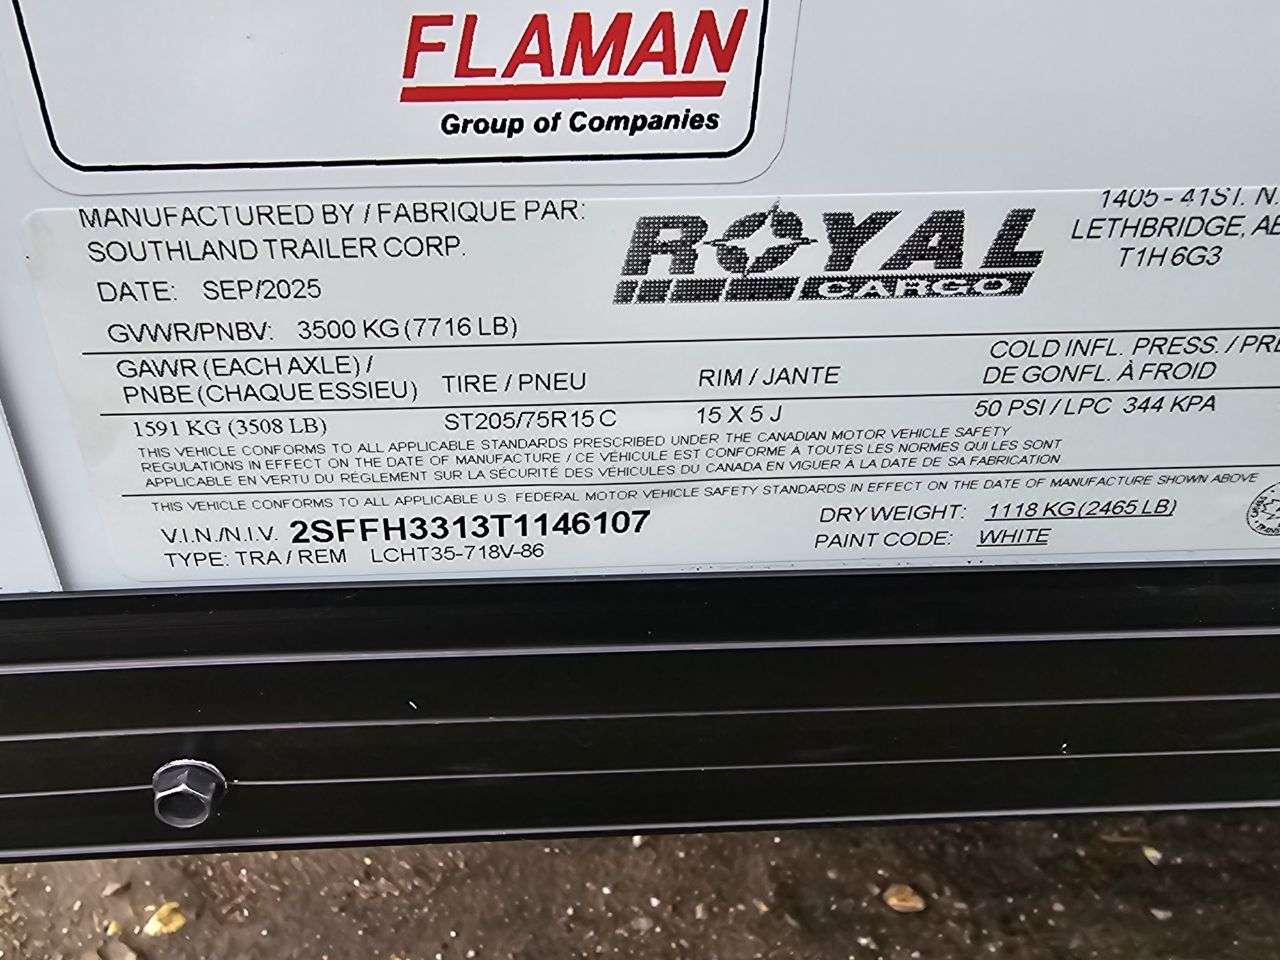 FLAMAN
Group of Companies
MANUFACTURED BY / FABRIQUE PAR:
SOUTHLAND TRAILER CORP.
ROYAL
CARGO
1405 - 41ST. N.
LETHBRIDGE, AB
T1H 6G3
DATE: SEP/2025
GVWR/PNBV: 3500 KG (7716 LB)
GAWR (EACH AXLE) /
PNBE (CHAQUE ESSIEU) TIRE / PNEU RIM / JANTE
COLD INFL. PRESS. / PRE
DE GONFL. À FROID
1591 KG (3508 LB) ST205/75R15 C 15 X 5 J 50 PSI / LPC 344 KPA
THIS VEHICLE CONFORMS TO ALL APPLICABLE STANDARDS PRESCRIBED UNDER THE CANADIAN MOTOR VEHICLE SAFETY
REGULATIONS IN EFFECT ON THE DATE OF MANUFACTURE / CE VÉHICULE EST CONFORME À TOUTES LES NORMES QUI LES SONT
APPLICABLE EN VERTU DU RÉGLEMENT SUR LA SÉCURITÉ DES VÉHICULES DU CANADA EN VIGUER À LA DATE DE SA FABRICATION
THIS VEHICLE CONFORMS TO ALL APPLICABLE U.S. FEDERAL MOTOR VEHICLE SAFETY STANDARDS IN EFFECT ON THE DATE OF MANUFACTURE SHOWN ABOVE
V.I.N./N.I.V. 2SFFH3313T1146107
TYPE: TRA / REM LCHT35-718V-86
DRY WEIGHT: 1118 KG (2465 LB)
PAINT CODE: WHITE